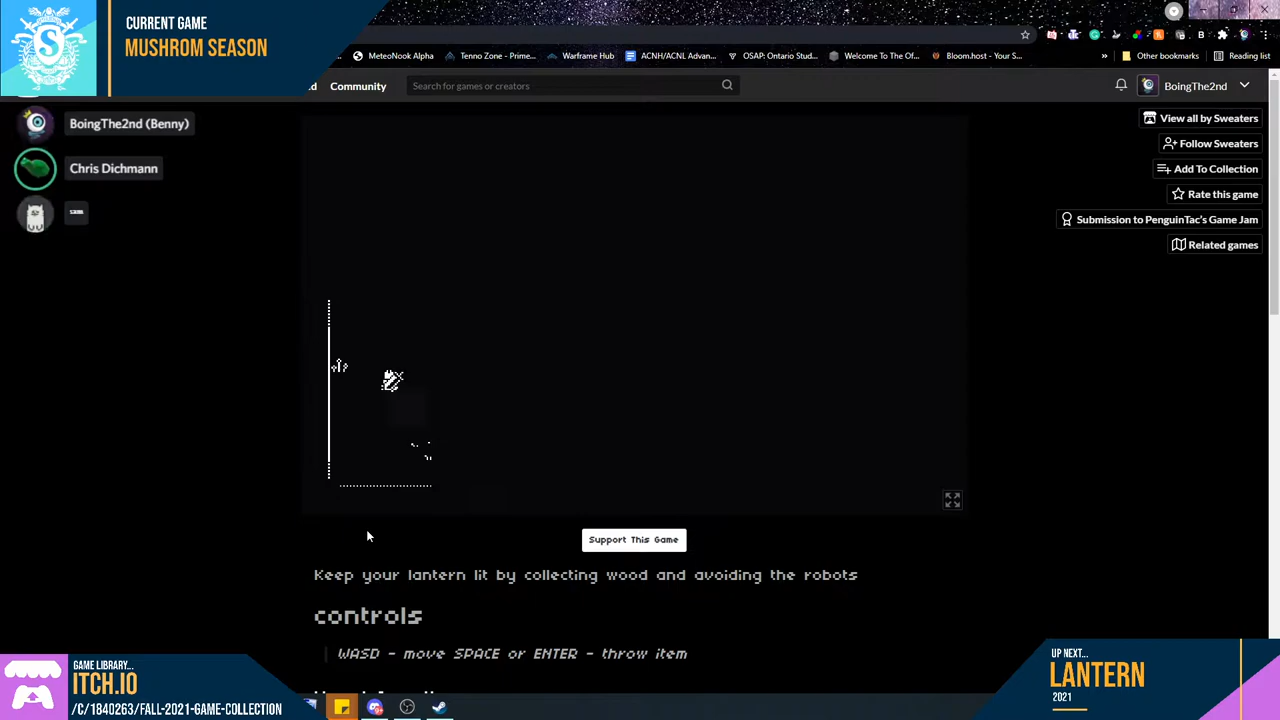 CURRENT GAME
MUSHROM SEASON
MeteoNook Alpha
Tenno Zone - Prime...
Warframe Hub
ACNH/ACNL Advan...
OSAP: Ontario Stud...
Welcome To The Of...
Bloom.host - Your S...
»
Other bookmarks
Reading list
d Community
Search for games or creators
BoingThe2nd
BoingThe2nd (Benny)
Chris Dichmann
sam
View all by Sweaters
Follow Sweaters
Add To Collection
Rate this game
Submission to PenguinTac's Game Jam
Related games
Support This Game
Keep your lantern lit by collecting wood and avoiding the robots
controls
WASD - move SPACE or ENTER - throw item
GAME LIBRARY...
ITCH.IO
/C/1840263/FALL-2021-GAME-COLLECTION
UP NEXT...
LANTERN
2021